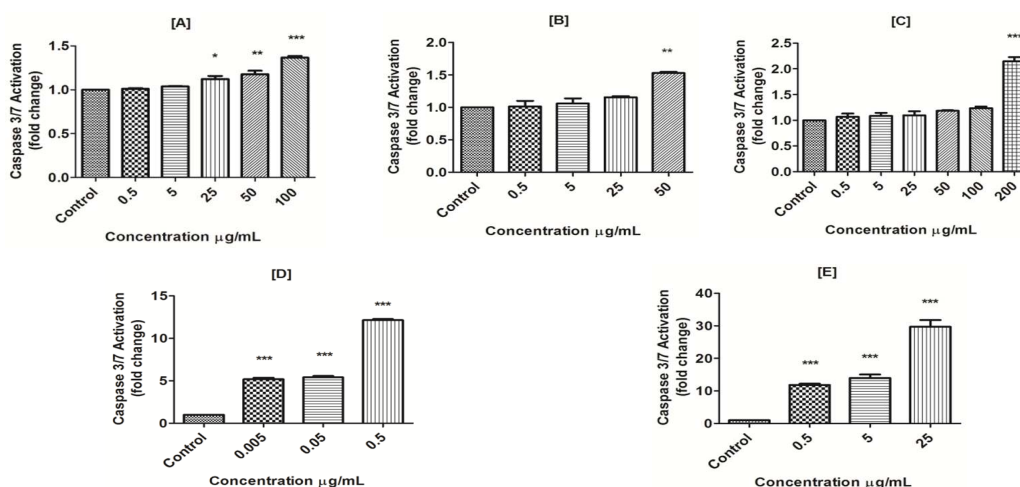 [A]
Caspase 3/7 Activation
(fold change)
1.5
1.0
0.5
0.0
*
**
***
Control
0.5
5
25
50
100
Concentration μg/mL
[B]
Caspase 3/7 Activation
(fold change)
2.0
1.5
1.0
0.5
0.0
**
Control
0.5
5
25
50
Concentration μg/mL
[C]
Caspase 3/7 Activation
(fold change)
2.5
2.0
1.5
1.0
0.5
0.0
***
Control
0.5
5
25
50
100
200
Concentration μg/mL
[D]
Caspase 3/7 Activation
(fold change)
15
10
5
0
***
***
***
Control
0.005
0.05
0.5
Concentration μg/mL
[E]
Caspase 3/7 Activation
(fold change)
40
30
20
10
0
***
***
***
Control
0.5
5
25
Concentration μg/mL